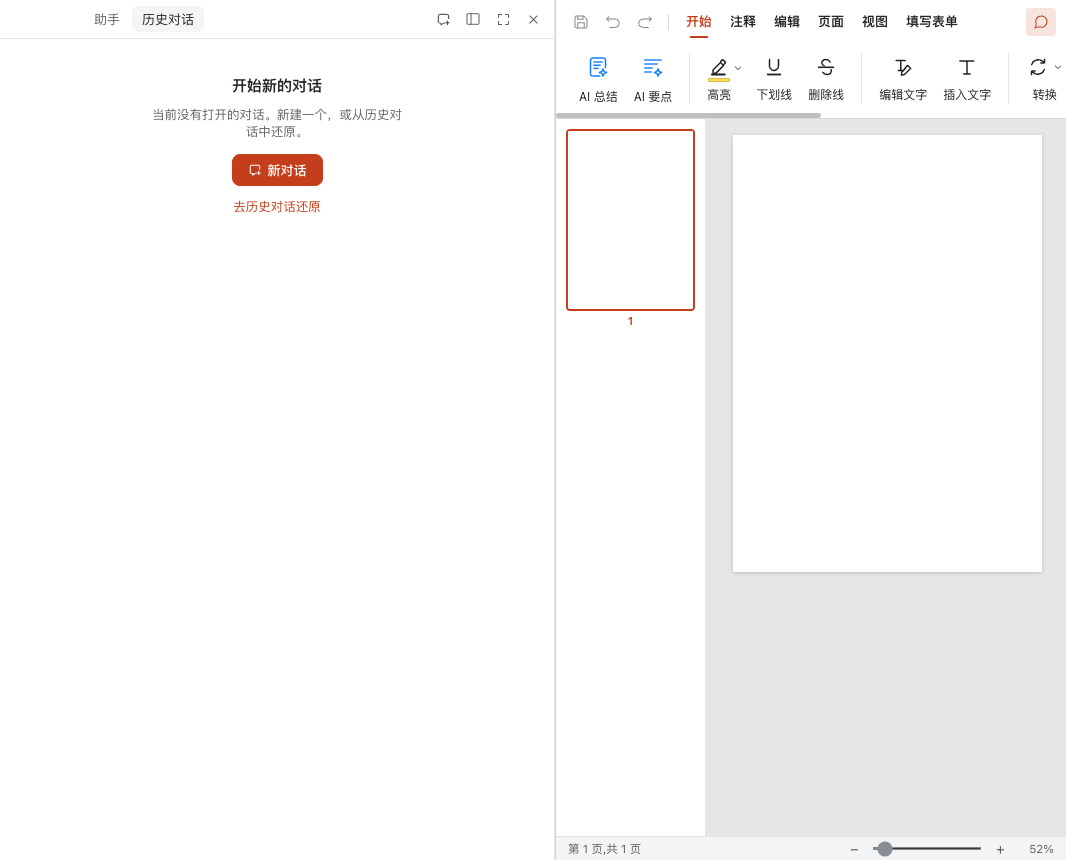 助手 历史对话
开始新的对话
当前没有打开的对话。新建一个，或从历史对
话中还原。
新对话
去历史对话还原
开始 注释 编辑 页面 视图 填写表单
AI 总结 AI 要点 高亮 下划线 删除线 编辑文字 插入文字 转换
1
第 1 页,共 1 页 52%